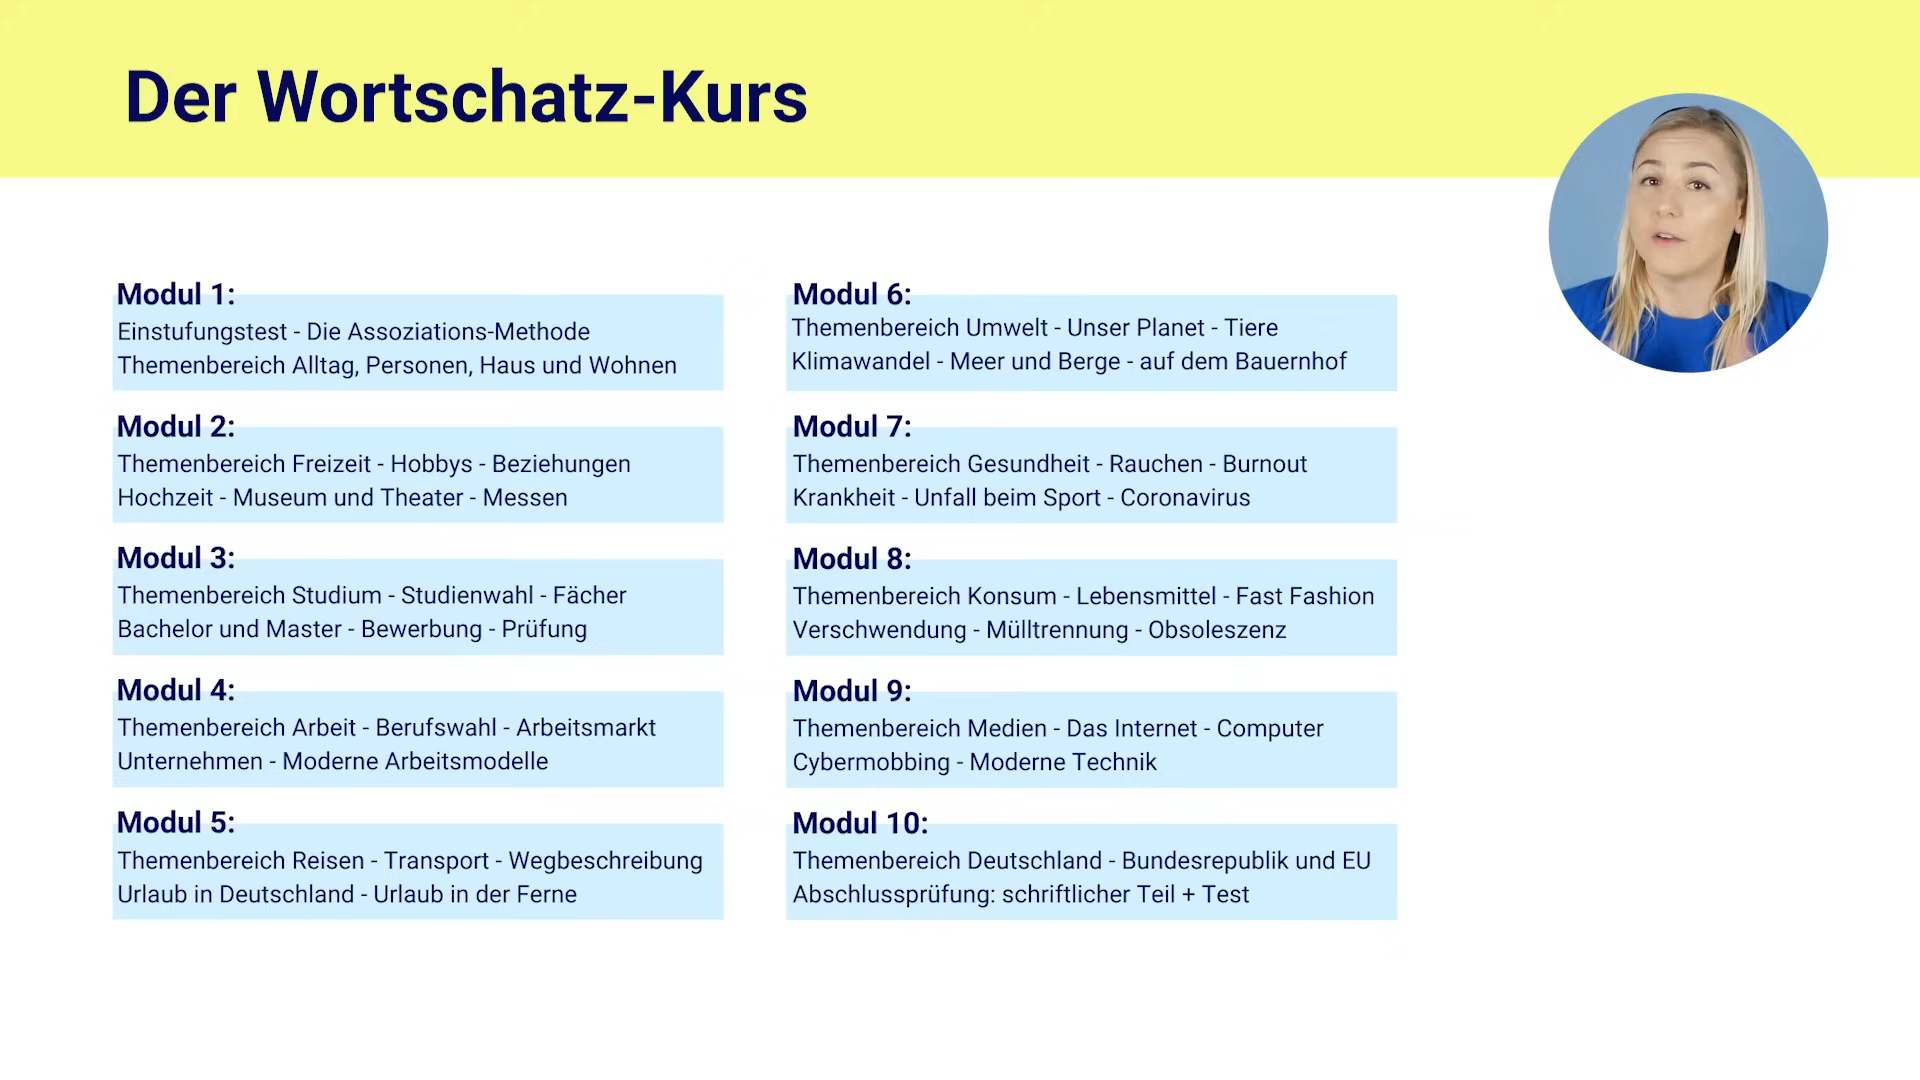 Der Wortschatz-Kurs
Modul 1:
Einstufungstest - Die Assoziations-Methode
Themenbereich Alltag, Personen, Haus und Wohnen
Modul 2:
Themenbereich Freizeit - Hobbys - Beziehungen
Hochzeit - Museum und Theater - Messen
Modul 3:
Themenbereich Studium - Studienwahl - Fächer
Bachelor und Master - Bewerbung - Prüfung
Modul 4:
Themenbereich Arbeit - Berufswahl - Arbeitsmarkt
Unternehmen - Moderne Arbeitsmodelle
Modul 5:
Themenbereich Reisen - Transport - Wegbeschreibung
Urlaub in Deutschland - Urlaub in der Ferne
Modul 6:
Themenbereich Umwelt - Unser Planet - Tiere
Klimawandel - Meer und Berge - auf dem Bauernhof
Modul 7:
Themenbereich Gesundheit - Rauchen - Burnout
Krankheit - Unfall beim Sport - Coronavirus
Modul 8:
Themenbereich Konsum - Lebensmittel - Fast Fashion
Verschwendung - Mülltrennung - Obsoleszenz
Modul 9:
Themenbereich Medien - Das Internet - Computer
Cybermobbing - Moderne Technik
Modul 10:
Themenbereich Deutschland - Bundesrepublik und EU
Abschlussprüfung: schriftlicher Teil + Test